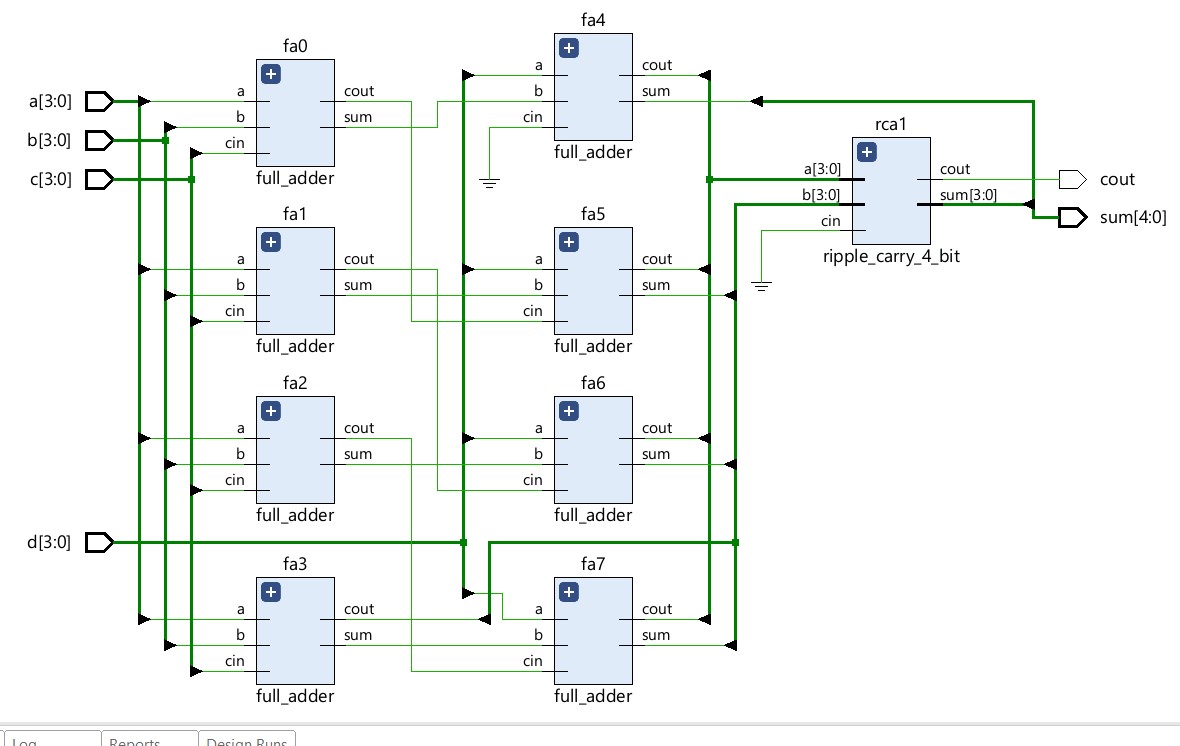 a[3:0]
b[3:0]
c[3:0]
d[3:0]
fa0
a
b
cin
cout
sum
full_adder
fa1
a
b
cin
cout
sum
full_adder
fa2
a
b
cin
cout
sum
full_adder
fa3
a
b
cin
cout
sum
full_adder
fa4
a
b
cin
cout
sum
full_adder
fa5
a
b
cin
cout
sum
full_adder
fa6
a
b
cin
cout
sum
full_adder
fa7
a
b
cin
cout
sum
full_adder
rca1
a[3:0]
b[3:0]
cin
cout
sum[3:0]
ripple_carry_4_bit
cout
sum[4:0]
Log
Reports
Design Runs